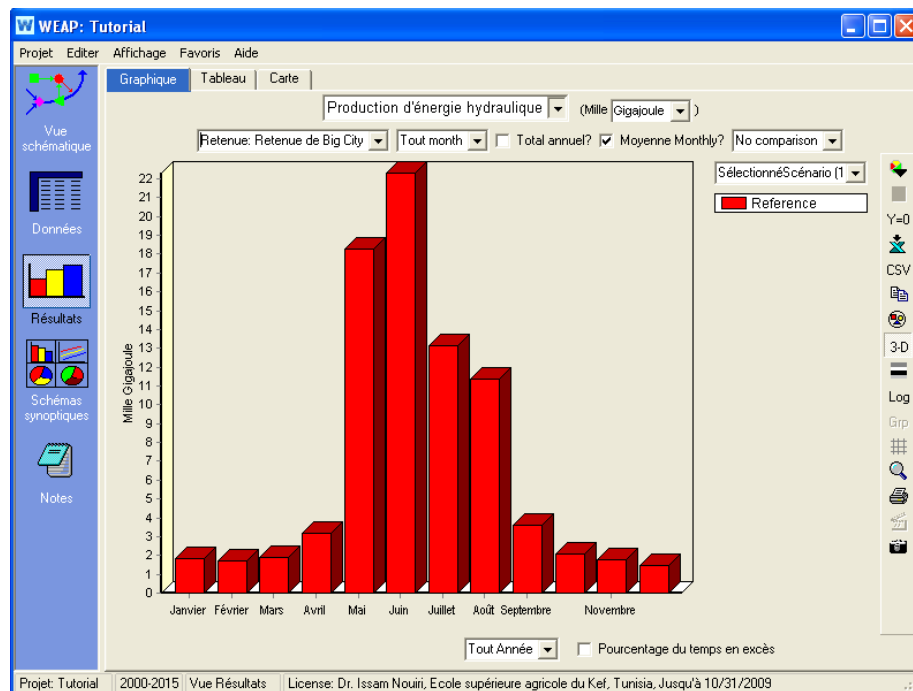 WEAP: Tutorial
Projet Editer Affichage Favoris Aide
Graphique Tableau Carte
Production d'énergie hydraulique (Mille Gigajoule )
Retenue: Retenue de Big City Tout month Total annuel? Moyenne Monthly? No comparison
Vue schématique
Données
Résultats
Schémas synoptiques
Notes
SélectionnéScénario (1
Reference
Mille Gigajoule
22
21
20
19
18
17
16
15
14
13
12
11
10
9
8
7
6
5
4
3
2
1
0
Janvier Février Mars Avril Mai Juin Juillet Août Septembre Novembre
Y=0
CSV
3-D
Log
Grp
Tout Année Pourcentage du temps en excès
Projet: Tutorial 2000-2015 Vue Résultats License: Dr. Issam Nouiri, Ecole supérieure agricole du Kef, Tunisia, Jusqu'à 10/31/2009